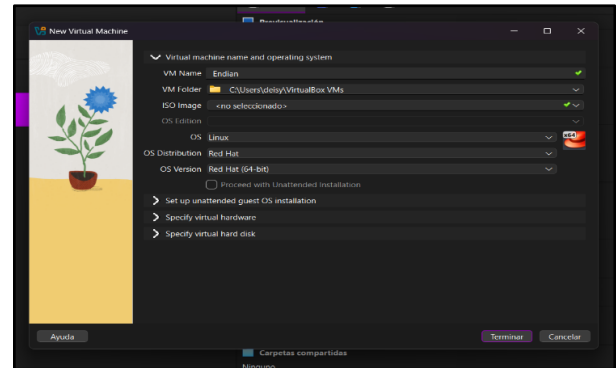 Previsualización
New Virtual Machine
Virtual machine name and operating system
VM Name Endian
VM Folder C:\Users\deisy\VirtualBox VMs
ISO Image <no seleccionado>
OS Edition
OS Linux
x64
OS Distribution Red Hat
OS Version Red Hat (64-bit)
Proceed with Unattended Installation
Set up unattended guest OS installation
Specify virtual hardware
Specify virtual hard disk
Ayuda Terminar Cancelar
Carpetas compartidas
Ninguno